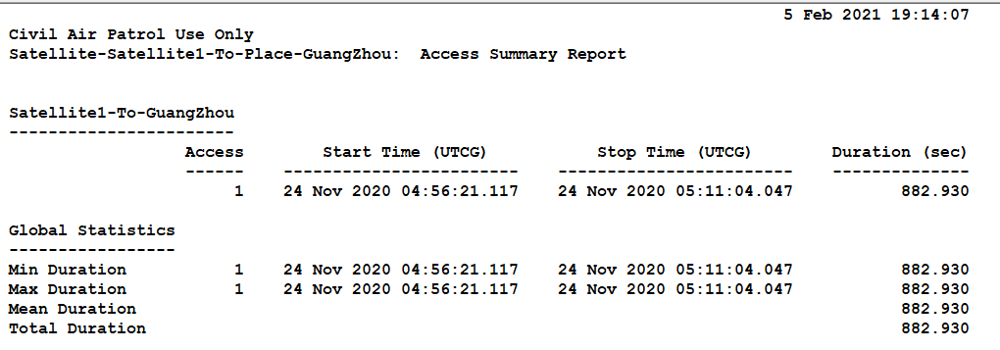 5 Feb 2021 19:14:07
Civil Air Patrol Use Only
Satellite-Satellite1-To-Place-GuangZhou:  Access Summary Report
Satellite1-To-GuangZhou
-----------------------
Access        Start Time (UTCG)           Stop Time (UTCG)        Duration (sec)
------    ------------------------    ------------------------    --------------
1    24 Nov 2020 04:56:21.117    24 Nov 2020 05:11:04.047           882.930
Global Statistics
-----------------
Min Duration           1    24 Nov 2020 04:56:21.117    24 Nov 2020 05:11:04.047           882.930
Max Duration           1    24 Nov 2020 04:56:21.117    24 Nov 2020 05:11:04.047           882.930
Mean Duration                                                                              882.930
Total Duration                                                                             882.930